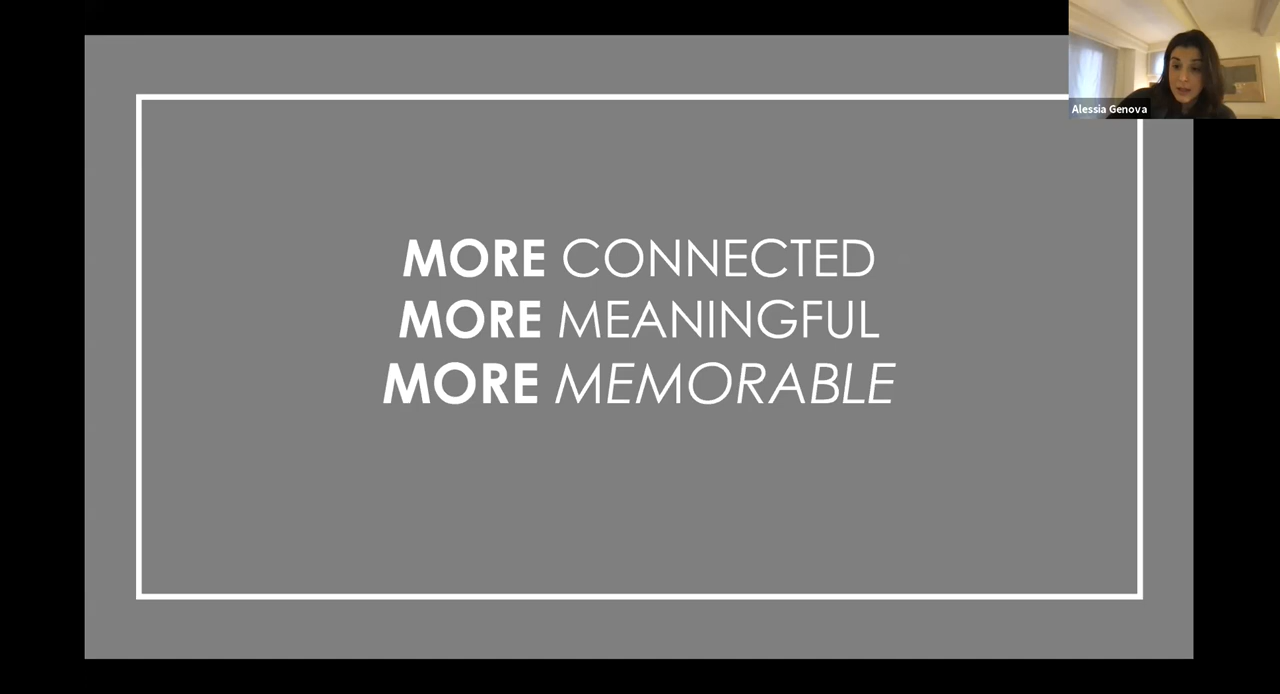 Alessia Genova
MORE CONNECTED
MORE MEANINGFUL
MORE MEMORABLE